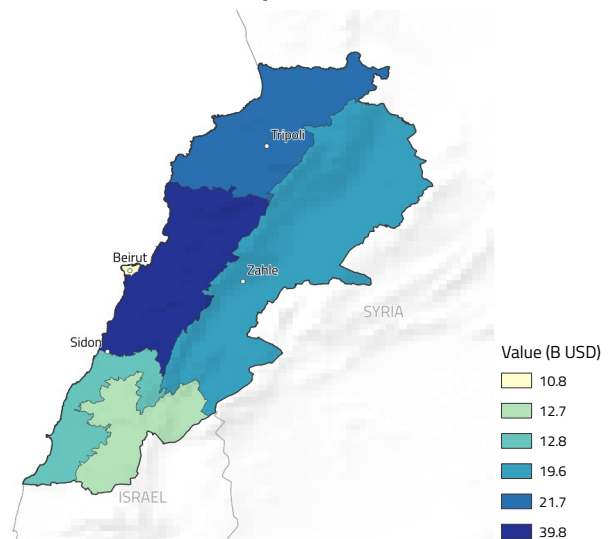 Tripoli
Beirut
Zahle
SYRIA
Sidon
ISRAEL
Value (B USD)
10.8
12.7
12.8
19.6
21.7
39.8